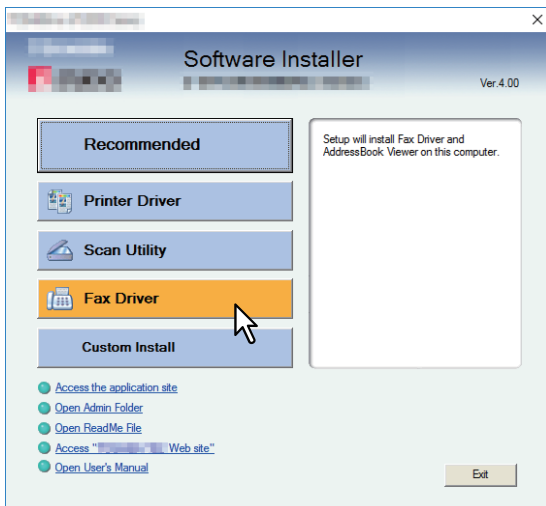 Software Installer
Ver.4.00
Recommended
Setup will install Fax Driver and
AddressBook Viewer on this computer.
Printer Driver
Scan Utility
Fax Driver
Custom Install
Access the application site
Open Admin Folder
Open ReadMe File
Access " Web site"
Open User's Manual
Exit